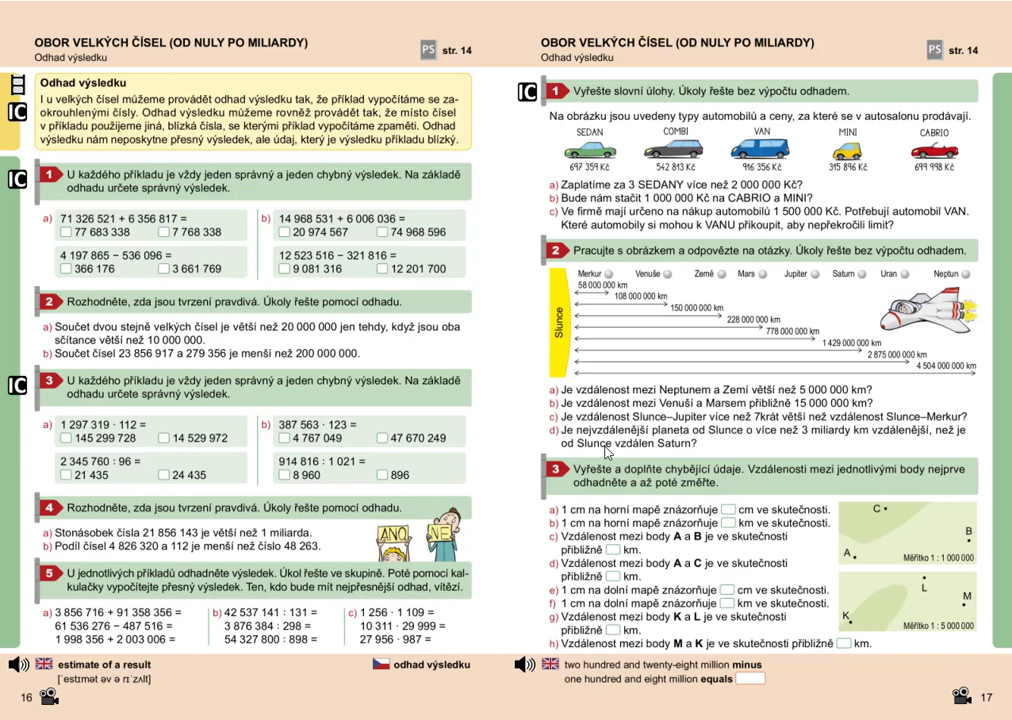 OBOR VELKÝCH ČÍSEL (OD NULY PO MILIARDY)
Odhad výsledku
PS str. 14
Odhad výsledku
I u velkých čísel můžeme provádět odhad výsledku tak, že příklad vypočítáme se za-
okrouhlenými čísly. Odhad výsledku můžeme rovněž provádět tak, že místo čísel
v příkladu použijeme jiná, blízká čísla, se kterými příklad vypočítáme zpaměti. Odhad
výsledku nám neposkytne přesný výsledek, ale údaj, který je výsledku příkladu blízký.
IC
IC
1 U každého příkladu je vždy jeden správný a jeden chybný výsledek. Na základě
odhadu určete správný výsledek.
a) 71 326 521 + 6 356 817 =
77 683 338 7 768 338
4 197 865 − 536 096 =
366 176 3 661 769
b) 14 968 531 + 6 006 036 =
20 974 567 74 968 596
12 523 516 − 321 816 =
9 081 316 12 201 700
2 Rozhodněte, zda jsou tvrzení pravdivá. Úkoly řešte pomocí odhadu.
a) Součet dvou stejně velkých čísel je větší než 20 000 000 jen tehdy, když jsou oba
sčítance větší než 10 000 000.
b) Součet čísel 23 856 917 a 279 356 je menší než 200 000 000.
IC
3 U každého příkladu je vždy jeden správný a jeden chybný výsledek. Na základě
odhadu určete správný výsledek.
a) 1 297 319 · 112 =
145 299 728 14 529 972
2 345 760 : 96 =
21 435 24 435
b) 387 563 · 123 =
4 767 049 47 670 249
914 816 : 1 021 =
8 960 896
4 Rozhodněte, zda jsou tvrzení pravdivá. Úkoly řešte pomocí odhadu.
a) Stonásobek čísla 21 856 143 je větší než 1 miliarda.
b) Podíl čísel 4 826 320 a 112 je menší než číslo 48 263.
ANO NE
5 U jednotlivých příkladů odhadněte výsledek. Úkol řešte ve skupině. Poté pomocí kal-
kulačky vypočítejte přesný výsledek. Ten, kdo bude mít nejpřesnější odhad, vítězí.
a) 3 856 716 + 91 358 356 =
61 536 276 − 487 516 =
1 998 356 + 2 003 006 =
b) 42 537 141 : 131 =
3 876 384 : 298 =
54 327 800 : 898 =
c) 1 256 · 1 109 =
10 311 · 29 999 =
27 956 · 987 =
estimate of a result
[ˈestɪmət əv ə rɪˈzʌlt]
odhad výsledku
16
OBOR VELKÝCH ČÍSEL (OD NULY PO MILIARDY)
Odhad výsledku
PS str. 14
IC
1 Vyřešte slovní úlohy. Úkoly řešte bez výpočtu odhadem.
Na obrázku jsou uvedeny typy automobilů a ceny, za které se v autosalonu prodávají.
SEDAN COMBI VAN MINI CABRIO
697 359 Kč 542 813 Kč 916 356 Kč 315 896 Kč 699 998 Kč
a) Zaplatíme za 3 SEDANY více než 2 000 000 Kč?
b) Bude nám stačit 1 000 000 Kč na CABRIO a MINI?
c) Ve firmě mají určeno na nákup automobilů 1 500 000 Kč. Potřebují automobil VAN.
Které automobily si mohou k VANU přikoupit, aby nepřekročili limit?
2 Pracujte s obrázkem a odpovězte na otázky. Úkoly řešte bez výpočtu odhadem.
Merkur Venuše Země Mars Jupiter Saturn Uran Neptun
Slunce
58 000 000 km
108 000 000 km
150 000 000 km
228 000 000 km
778 000 000 km
1 429 000 000 km
2 875 000 000 km
4 504 000 000 km
a) Je vzdálenost mezi Neptunem a Zemí větší než 5 000 000 km?
b) Je vzdálenost mezi Venuší a Marsem přibližně 15 000 000 km?
c) Je vzdálenost Slunce–Jupiter více než 7krát větší než vzdálenost Slunce–Merkur?
d) Je nejvzdálenější planeta od Slunce o více než 3 miliardy km vzdálenější, než je
od Slunce vzdálen Saturn?
3 Vyřešte a doplňte chybějící údaje. Vzdálenosti mezi jednotlivými body nejprve
odhadněte a až poté změřte.
a) 1 cm na horní mapě znázorňuje cm ve skutečnosti.
b) 1 cm na horní mapě znázorňuje km ve skutečnosti.
c) Vzdálenost mezi body A a B je ve skutečnosti
přibližně km.
d) Vzdálenost mezi body A a C je ve skutečnosti
přibližně km.
e) 1 cm na dolní mapě znázorňuje cm ve skutečnosti.
f) 1 cm na dolní mapě znázorňuje km ve skutečnosti.
g) Vzdálenost mezi body K a L je ve skutečnosti
přibližně km.
h) Vzdálenost mezi body M a K je ve skutečnosti přibližně km.
C
B
A
Měřítko 1 : 1 000 000
L
M
K
Měřítko 1 : 5 000 000
two hundred and twenty-eight million minus
one hundred and eight million equals
17